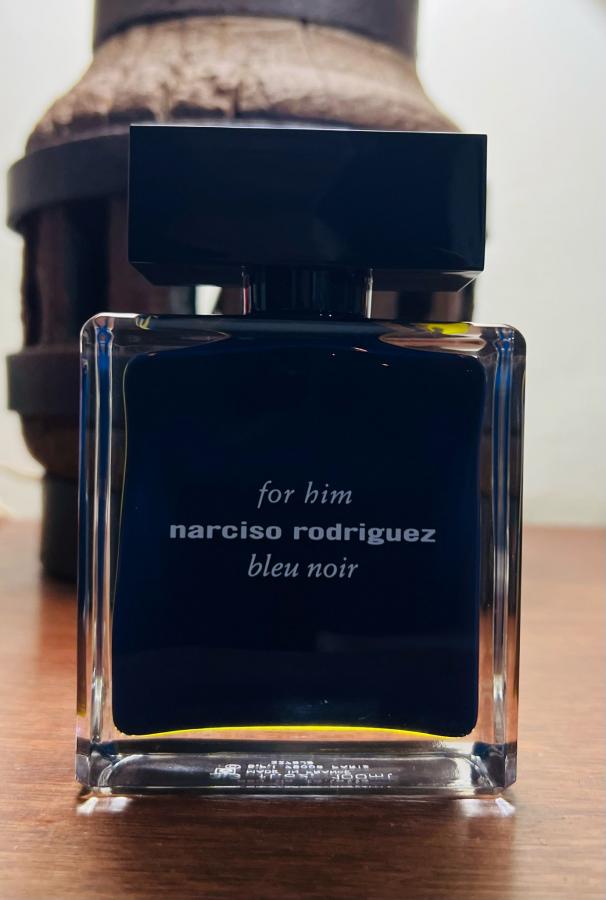 for him
narciso rodriguez
bleu noir